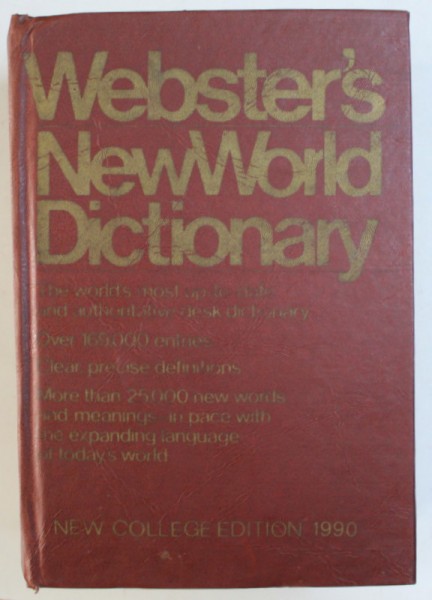 Webster's
NewWorld
Dictionary
The world's most up-to-date
and authoritative desk dictionary
Over 169,000 entries
Clear precise definitions
More than 25,000 new words
and meanings - in pace with
the expanding language
of today's world
NEW COLLEGE EDITION 1990